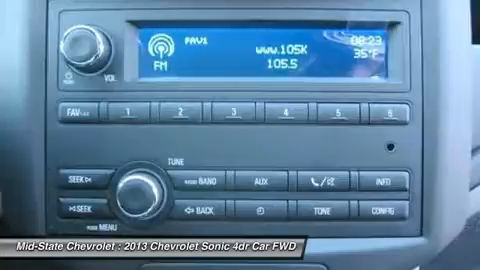 FAV1
www.105K
08:23
FM
105.5
35°F
VOL
FAV 1 2 3 4 5 6
TUNE
SEEK
BAND AUX INFO
SEEK
BACK TONE CONFIG
MENU
Mid-State Chevrolet : 2013 Chevrolet Sonic 4dr Car FWD